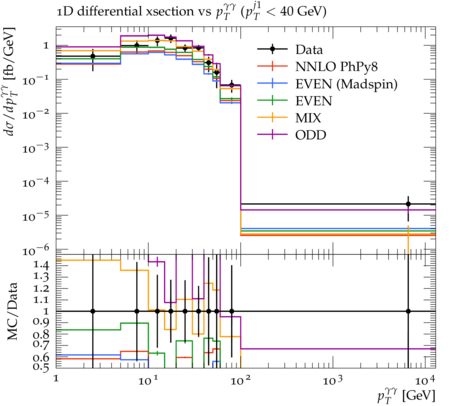 1D differential xsection vs p_T^{γγ} (p_T^{j1} < 40 GeV)
dσ/dp_T^{γγ} [fb/GeV]
1
10^{-1}
10^{-2}
10^{-3}
10^{-4}
10^{-5}
10^{-6}
Data
NNLO PhPy8
EVEN (Madspin)
EVEN
MIX
ODD
MC/Data
1.4
1.3
1.2
1.1
1
0.9
0.8
0.7
0.6
0.5
1
10^1
10^2
10^3
10^4
p_T^{γγ} [GeV]